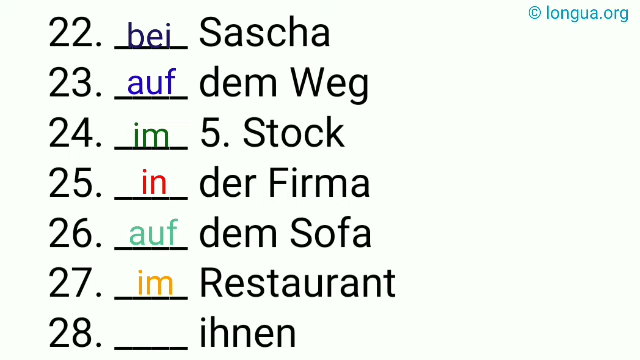 © longua.org
22. bei Sascha
23. auf dem Weg
24. im 5. Stock
25. in der Firma
26. auf dem Sofa
27. im Restaurant
28. ____ ihnen